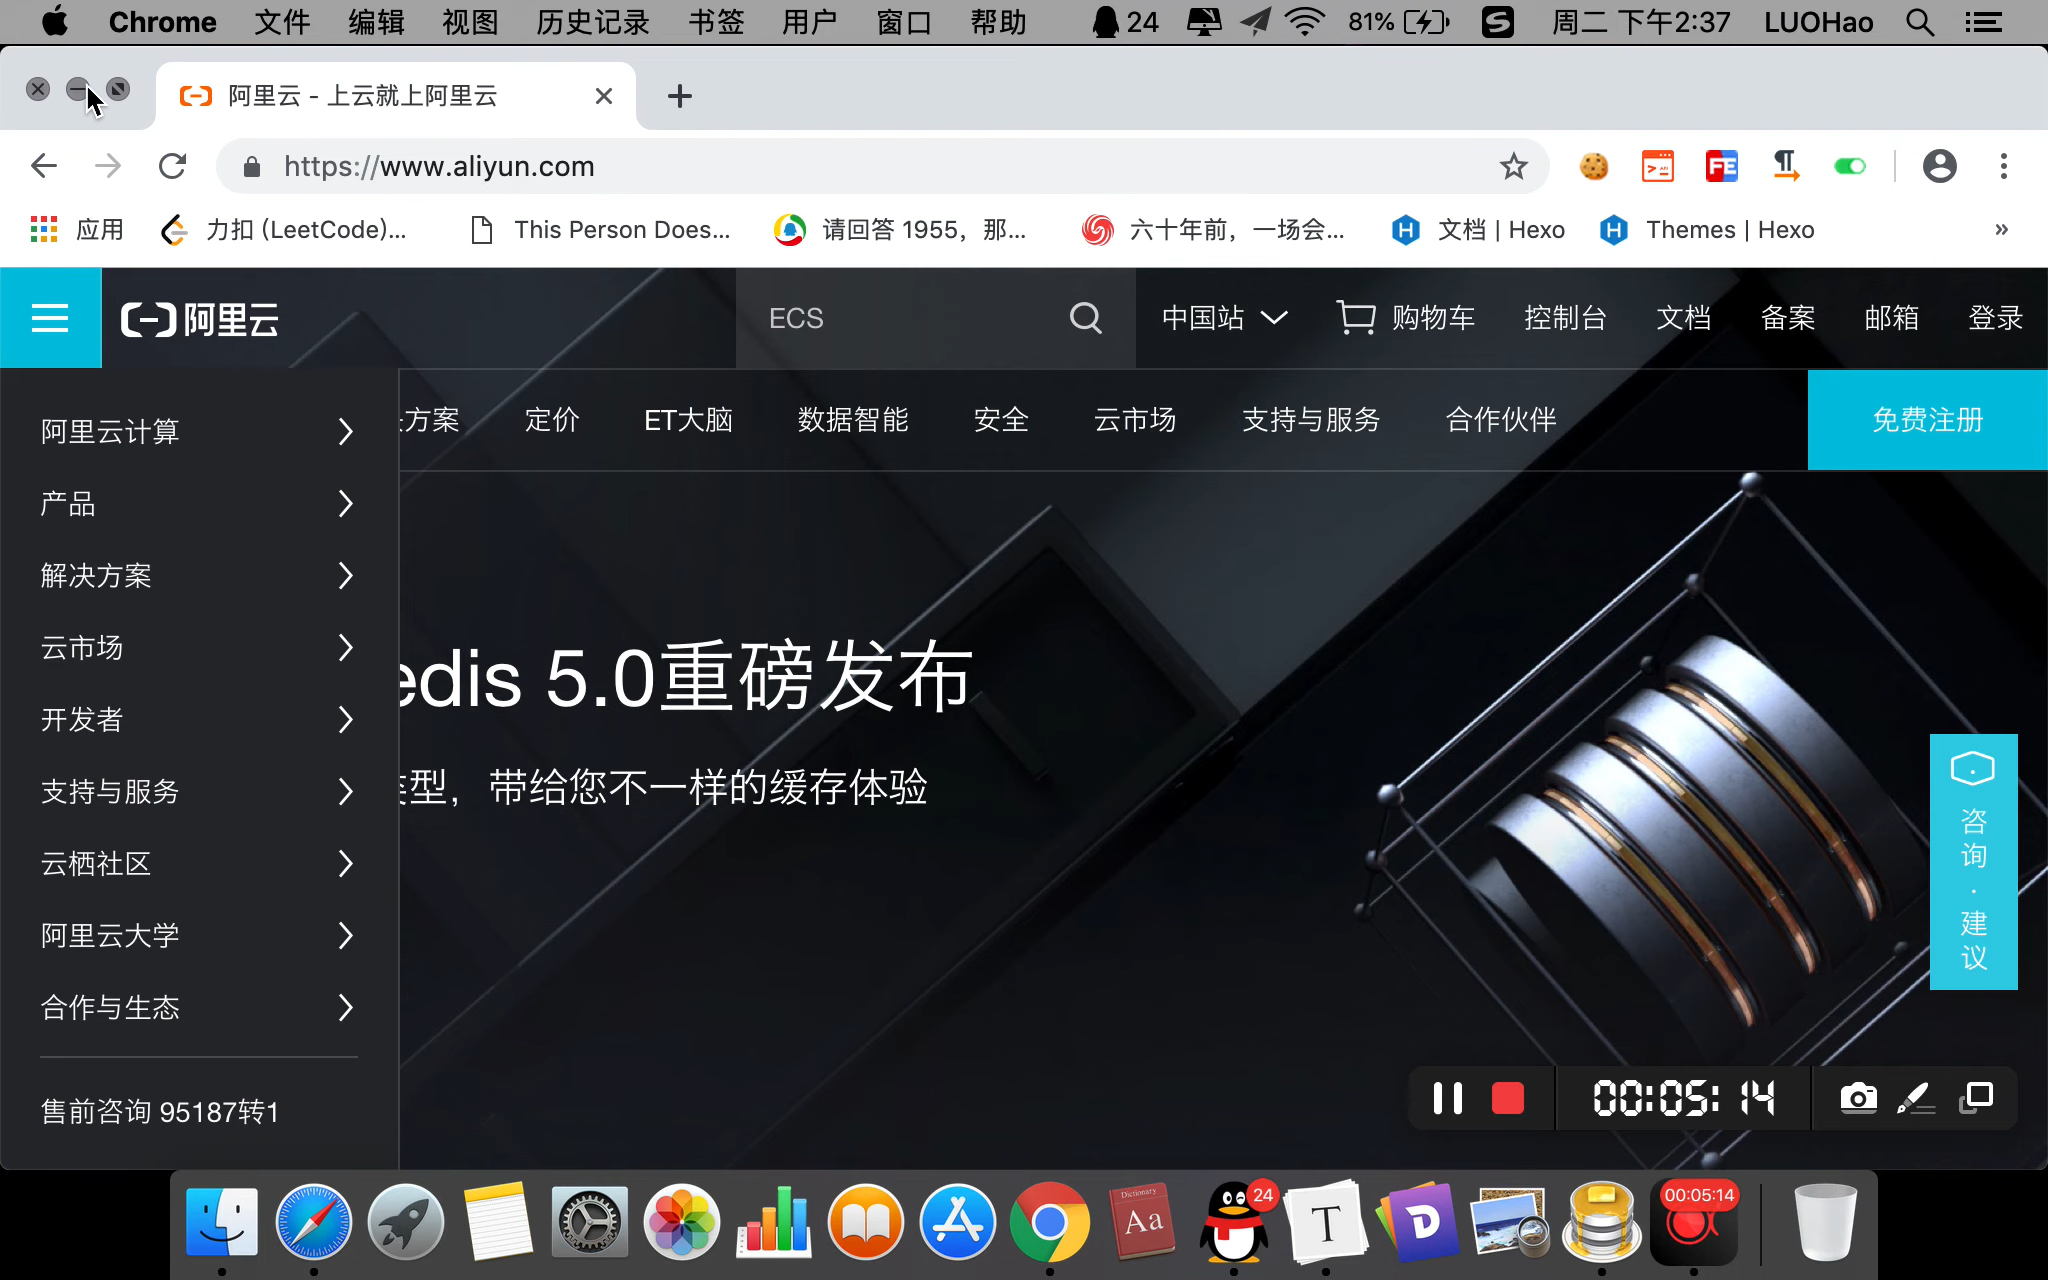 Chrome 文件 编辑 视图 历史记录 书签 用户 窗口 帮助 24 81% 周二 下午2:37 LUOHao
阿里云 - 上云就上阿里云
https://www.aliyun.com
应用 力扣 (LeetCode)... This Person Does... 请回答 1955，那... 六十年前，一场会... 文档 | Hexo Themes | Hexo »
阿里云 ECS 中国站 购物车 控制台 文档 备案 邮箱 登录
方案 定价 ET大脑 数据智能 安全 云市场 支持与服务 合作伙伴 免费注册
阿里云计算
产品
解决方案
云市场
开发者
支持与服务
云栖社区
阿里云大学
合作与生态
售前咨询 95187转1
edis 5.0重磅发布
型，带给您不一样的缓存体验
咨询·建议
00:05:14
Dictionary
Aa
24
T
D
00:05:14